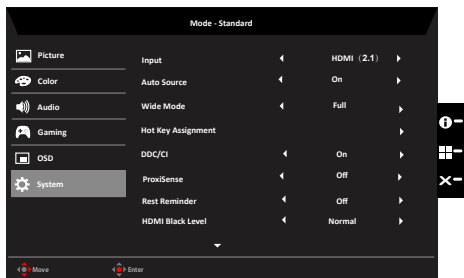 Mode - Standard
Picture
Color
Audio
Gaming
OSD
System
Input HDMI（2.1）
Auto Source On
Wide Mode Full
Hot Key Assignment
DDC/CI On
ProxiSense Off
Rest Reminder Off
HDMI Black Level Normal
Move Enter